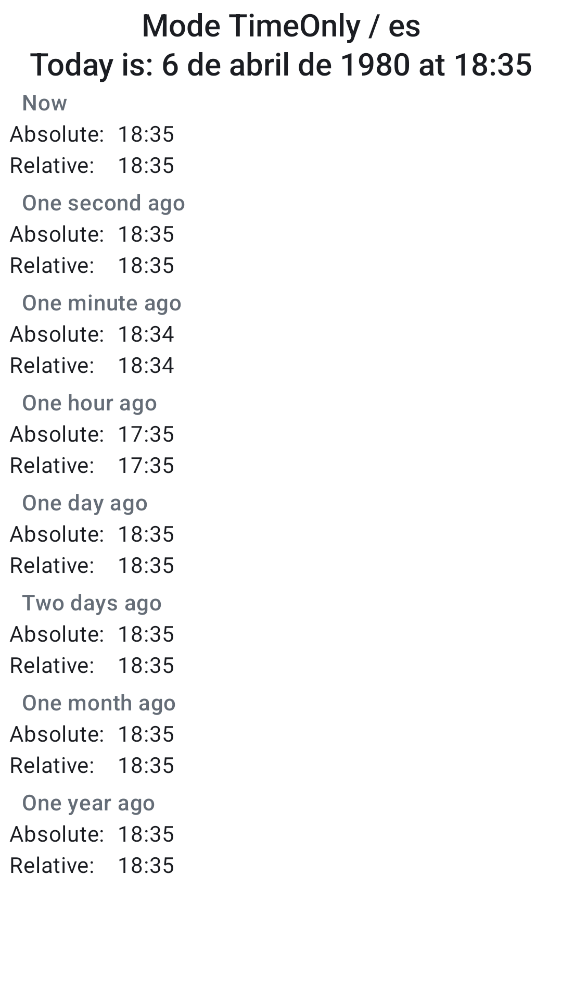 Mode TimeOnly / es
Today is: 6 de abril de 1980 at 18:35
Now
Absolute: 18:35
Relative: 18:35
One second ago
Absolute: 18:35
Relative: 18:35
One minute ago
Absolute: 18:34
Relative: 18:34
One hour ago
Absolute: 17:35
Relative: 17:35
One day ago
Absolute: 18:35
Relative: 18:35
Two days ago
Absolute: 18:35
Relative: 18:35
One month ago
Absolute: 18:35
Relative: 18:35
One year ago
Absolute: 18:35
Relative: 18:35